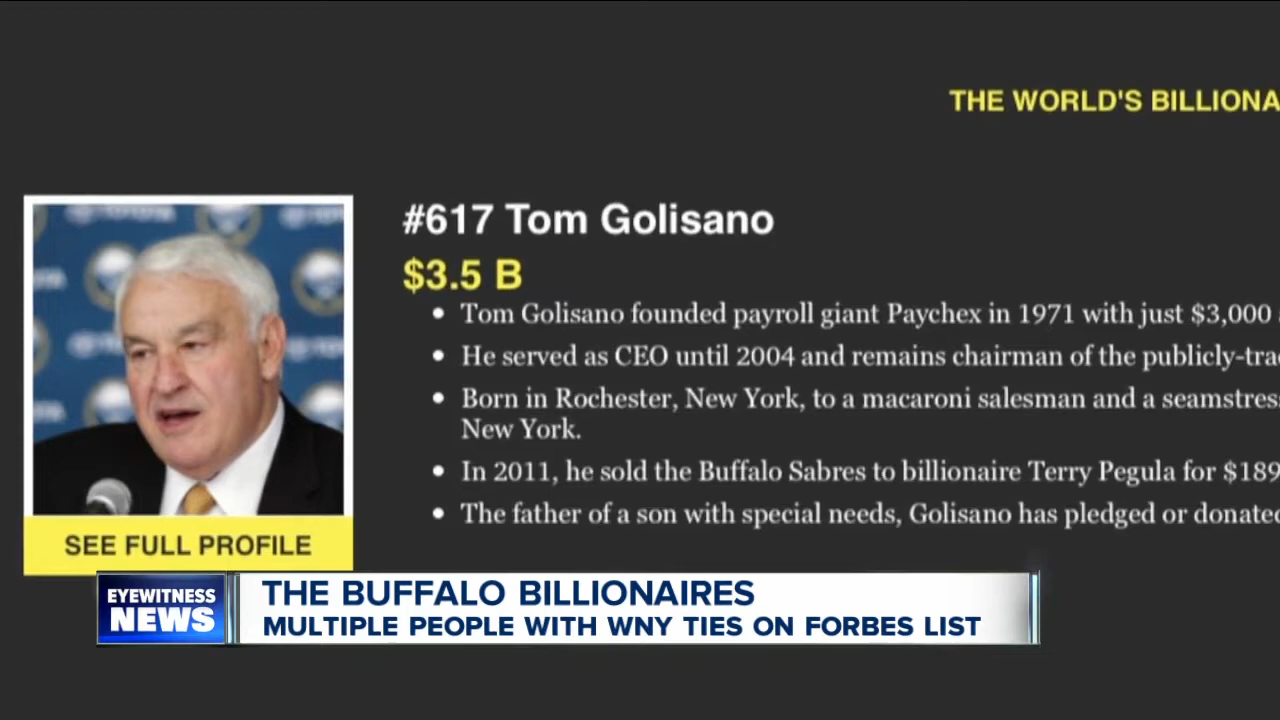 THE WORLD'S BILLIONA
#617 Tom Golisano
$3.5 B
• Tom Golisano founded payroll giant Paychex in 1971 with just $3,000
• He served as CEO until 2004 and remains chairman of the publicly-tra
• Born in Rochester, New York, to a macaroni salesman and a seamstres
New York.
• In 2011, he sold the Buffalo Sabres to billionaire Terry Pegula for $189
• The father of a son with special needs, Golisano has pledged or donate
SEE FULL PROFILE
EYEWITNESS
NEWS
THE BUFFALO BILLIONAIRES
MULTIPLE PEOPLE WITH WNY TIES ON FORBES LIST